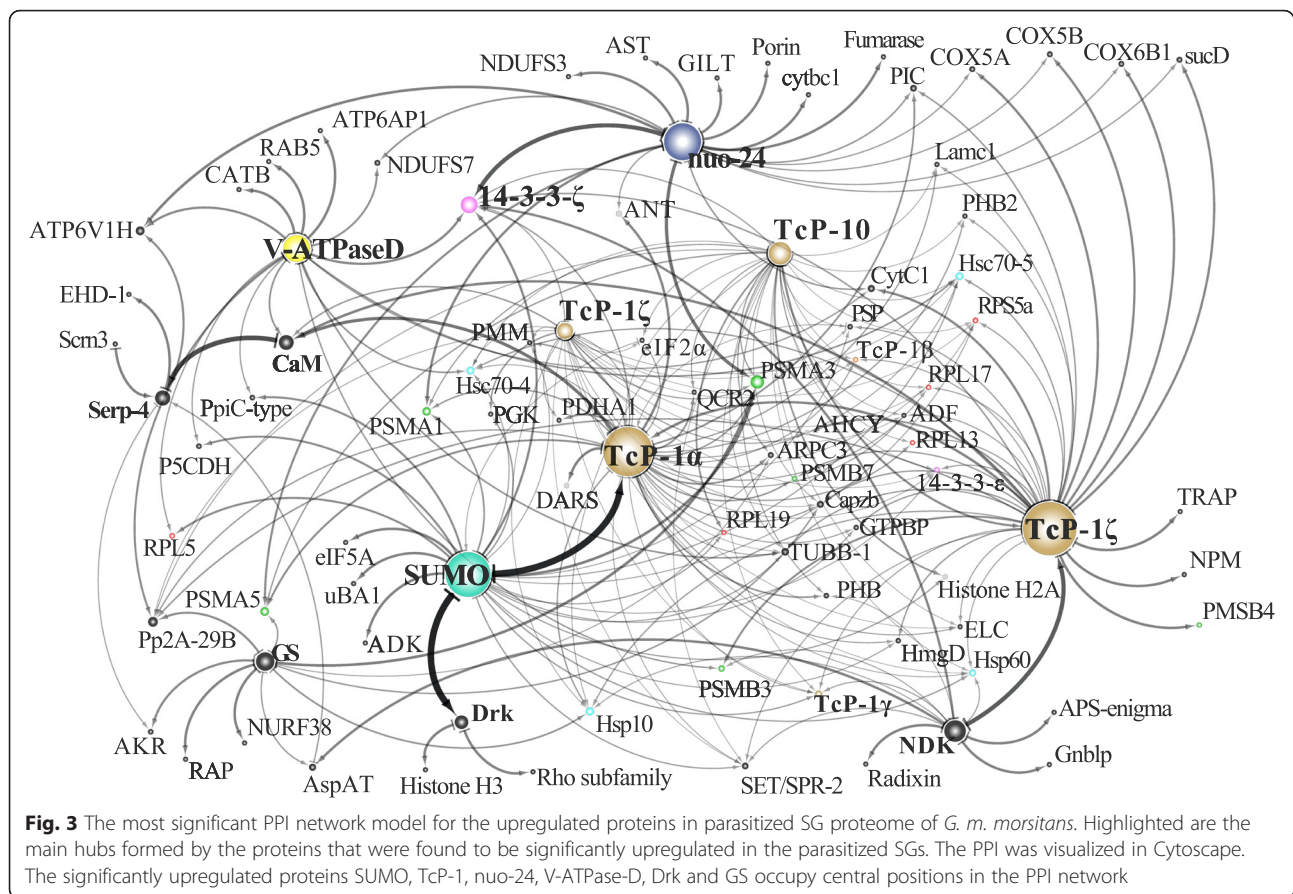 COX5B
AST
Porin
Fumarase
COX5A
COX6B1
sucD
NDUFS3
GILT
cytbc1
PIC
ATP6AP1
RAB5
NDUFS7
CATB
nuo-24
Lamc1
14-3-3-ζ
ANT
PHB2
ATP6V1H
V-ATPaseD
TcP-10
Hsc70-5
CytC1
EHD-1
RPS5a
TcP-1ζ
PSP
Scm3
PMM
eIF2α
TcP-1β
CaM
PSMA3
RPL17
Hsc70-4
Serp-4
PpiC-type
PSMA1
PGK
PDHA1
QCR2
ADF
AHCY
RPL13
P5CDH
TcP-1α
ARPC3
PSMB7
14-3-3-ε
DARS
Capzb
TRAP
RPL19
GTPBP
TcP-1ζ
RPL5
eIF5A
TUBB-1
SUMO
NPM
uBA1
PHB
Histone H2A
PSMA5
PMSB4
Pp2A-29B
ADK
ELC
GS
HmgD
Hsp60
PSMB3
TcP-1γ
APS-enigma
NURF38
Drk
Hsp10
NDK
AKR
RAP
Gnblp
AspAT
Histone H3
Rho subfamily
SET/SPR-2
Radixin
Fig. 3 The most significant PPI network model for the upregulated proteins in parasitized SG proteome of G. m. morsitans. Highlighted are the
main hubs formed by the proteins that were found to be significantly upregulated in the parasitized SGs. The PPI was visualized in Cytoscape.
The significantly upregulated proteins SUMO, TcP-1, nuo-24, V-ATPase-D, Drk and GS occupy central positions in the PPI network